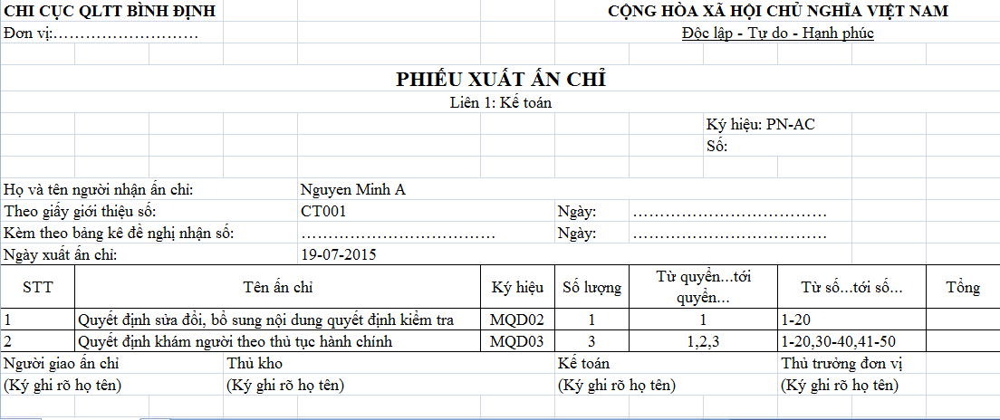 CHI CỤC QLTT BÌNH ĐỊNH CỘNG HÒA XÃ HỘI CHỦ NGHĨA VIỆT NAM
Đơn vị:……………………… Độc lập - Tự do - Hạnh phúc
PHIẾU XUẤT ẤN CHỈ
Liên 1: Kế toán
Ký hiệu: PN-AC
Số:
Họ và tên người nhận ấn chỉ: Nguyen Minh A
Theo giấy giới thiệu số: CT001 Ngày: ………………………………
Kèm theo bảng kê đề nghị nhận số: ……………………………… Ngày: ………………………………
Ngày xuất ấn chỉ: 19-07-2015
STT Tên ấn chỉ Ký hiệu Số lượng Từ quyển...tới quyển... Từ số...tới số... Tổng
1 Quyết định sửa đổi, bổ sung nội dung quyết định kiểm tra MQD02 1 1 1-20
2 Quyết định khám người theo thủ tục hành chính MQD03 3 1,2,3 1-20,30-40,41-50
Người giao ấn chỉ Thủ kho Kế toán Thủ trưởng đơn vị
(Ký ghi rõ họ tên) (Ký ghi rõ họ tên) (Ký ghi rõ họ tên) (Ký ghi rõ họ tên)